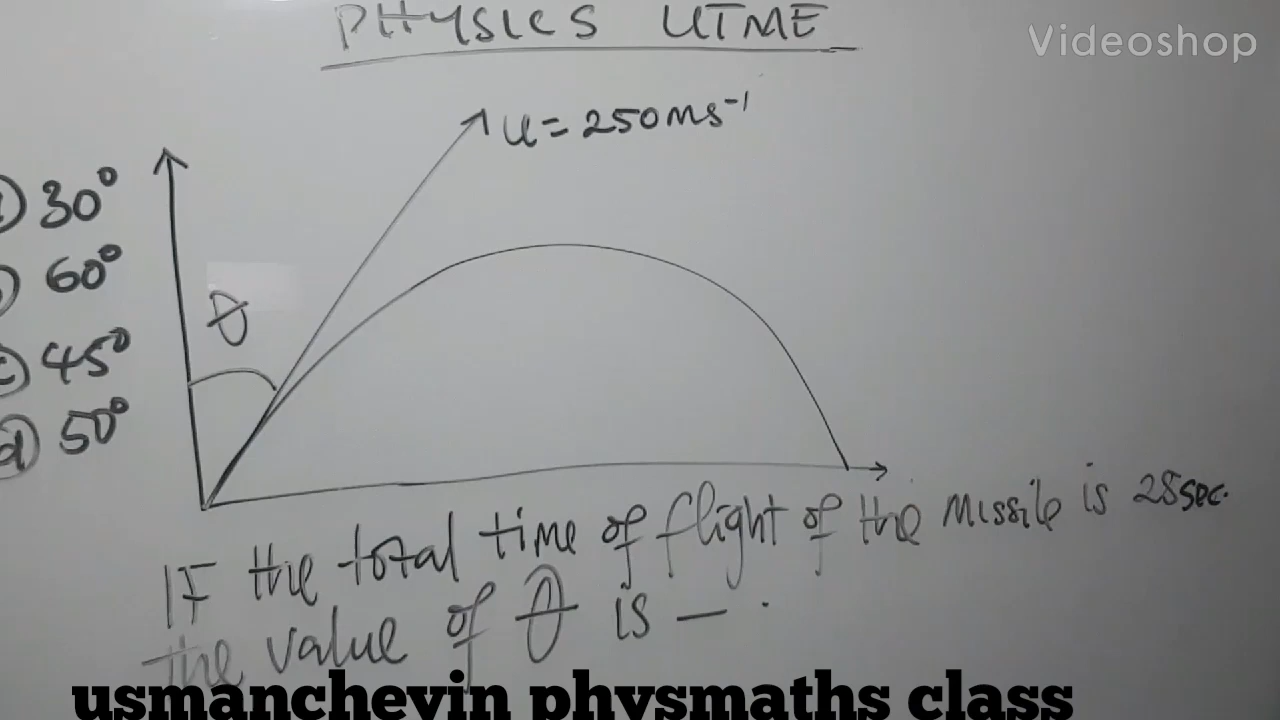 PHYSICS UTME
Videoshop
u = 250ms⁻¹
30°
60°
θ
c) 45°
d) 50°
IF the total time of flight of the missile is 25sec.
the value of θ is — .
usmanchevin physmaths class